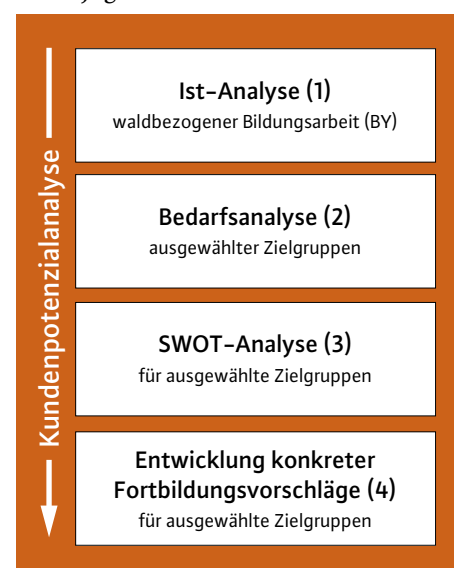 Kundenpotenzialanalyse
Ist-Analyse (1)
waldbezogener Bildungsarbeit (BY)
Bedarfsanalyse (2)
ausgewählter Zielgruppen
SWOT-Analyse (3)
für ausgewählte Zielgruppen
Entwicklung konkreter
Fortbildungsvorschläge (4)
für ausgewählte Zielgruppen